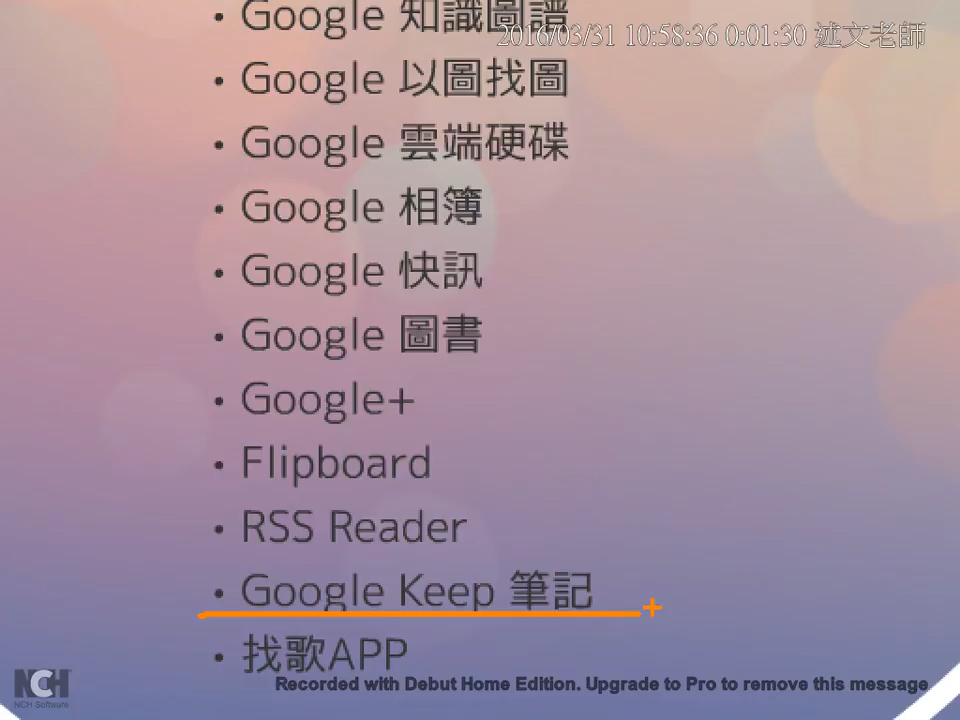 Google 知識圖譜
2016/03/31 10:58:36 0:01:30 述文老師
• Google 以圖找圖
• Google 雲端硬碟
• Google 相簿
• Google 快訊
• Google 圖書
• Google+
• Flipboard
• RSS Reader
• Google Keep 筆記
• 找歌APP
NCH
NCH Software
Recorded with Debut Home Edition. Upgrade to Pro to remove this message